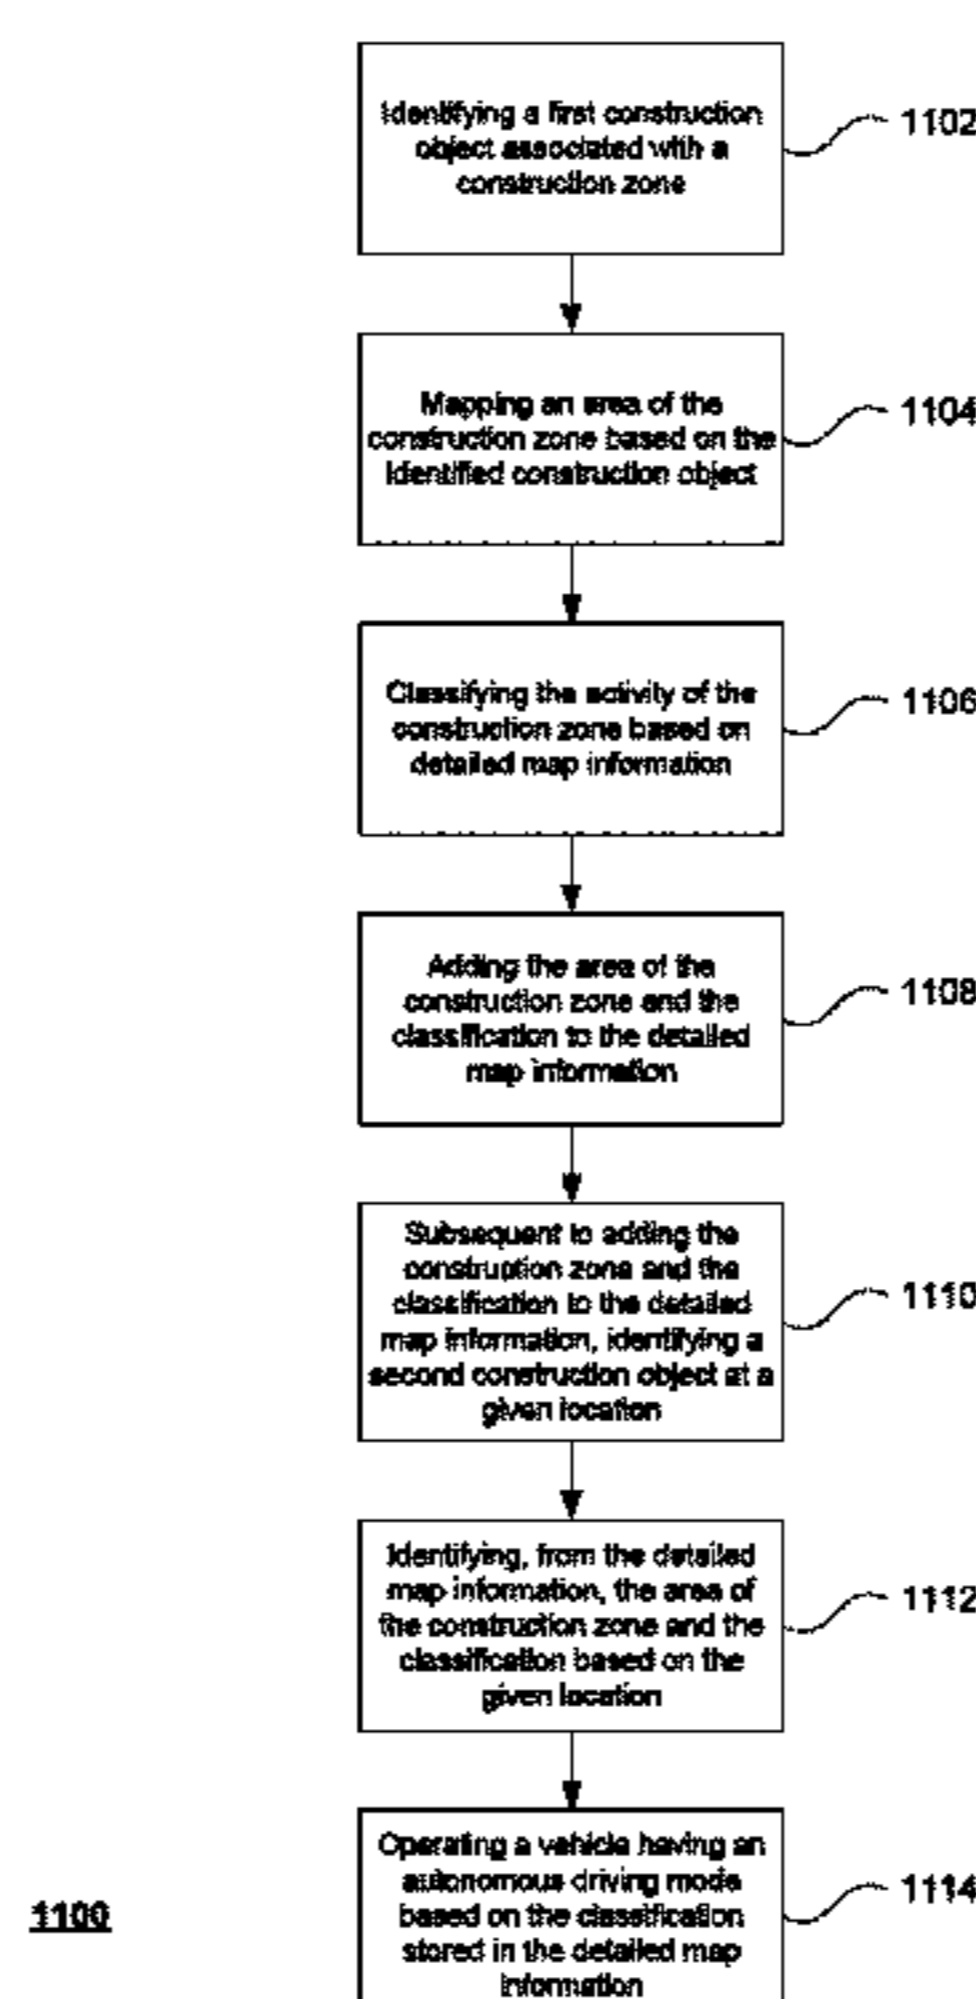 Identifying a first construction
object associated with a
construction zone
1102
Mapping an area of the
construction zone based on the
identified construction object
1104
Classifying the activity of the
construction zone based on
detailed map information
1106
Adding the area of the
construction zone and the
classification to the detailed
map information
1108
Subsequent to adding the
construction zone and the
classification to the detailed
map information, identifying a
second construction object at a
given location
1110
Identifying, from the detailed
map information, the area of
the construction zone and the
classification based on the
given location
1112
Operating a vehicle having an
autonomous driving mode
based on the classification
stored in the detailed map
information
1114
1100